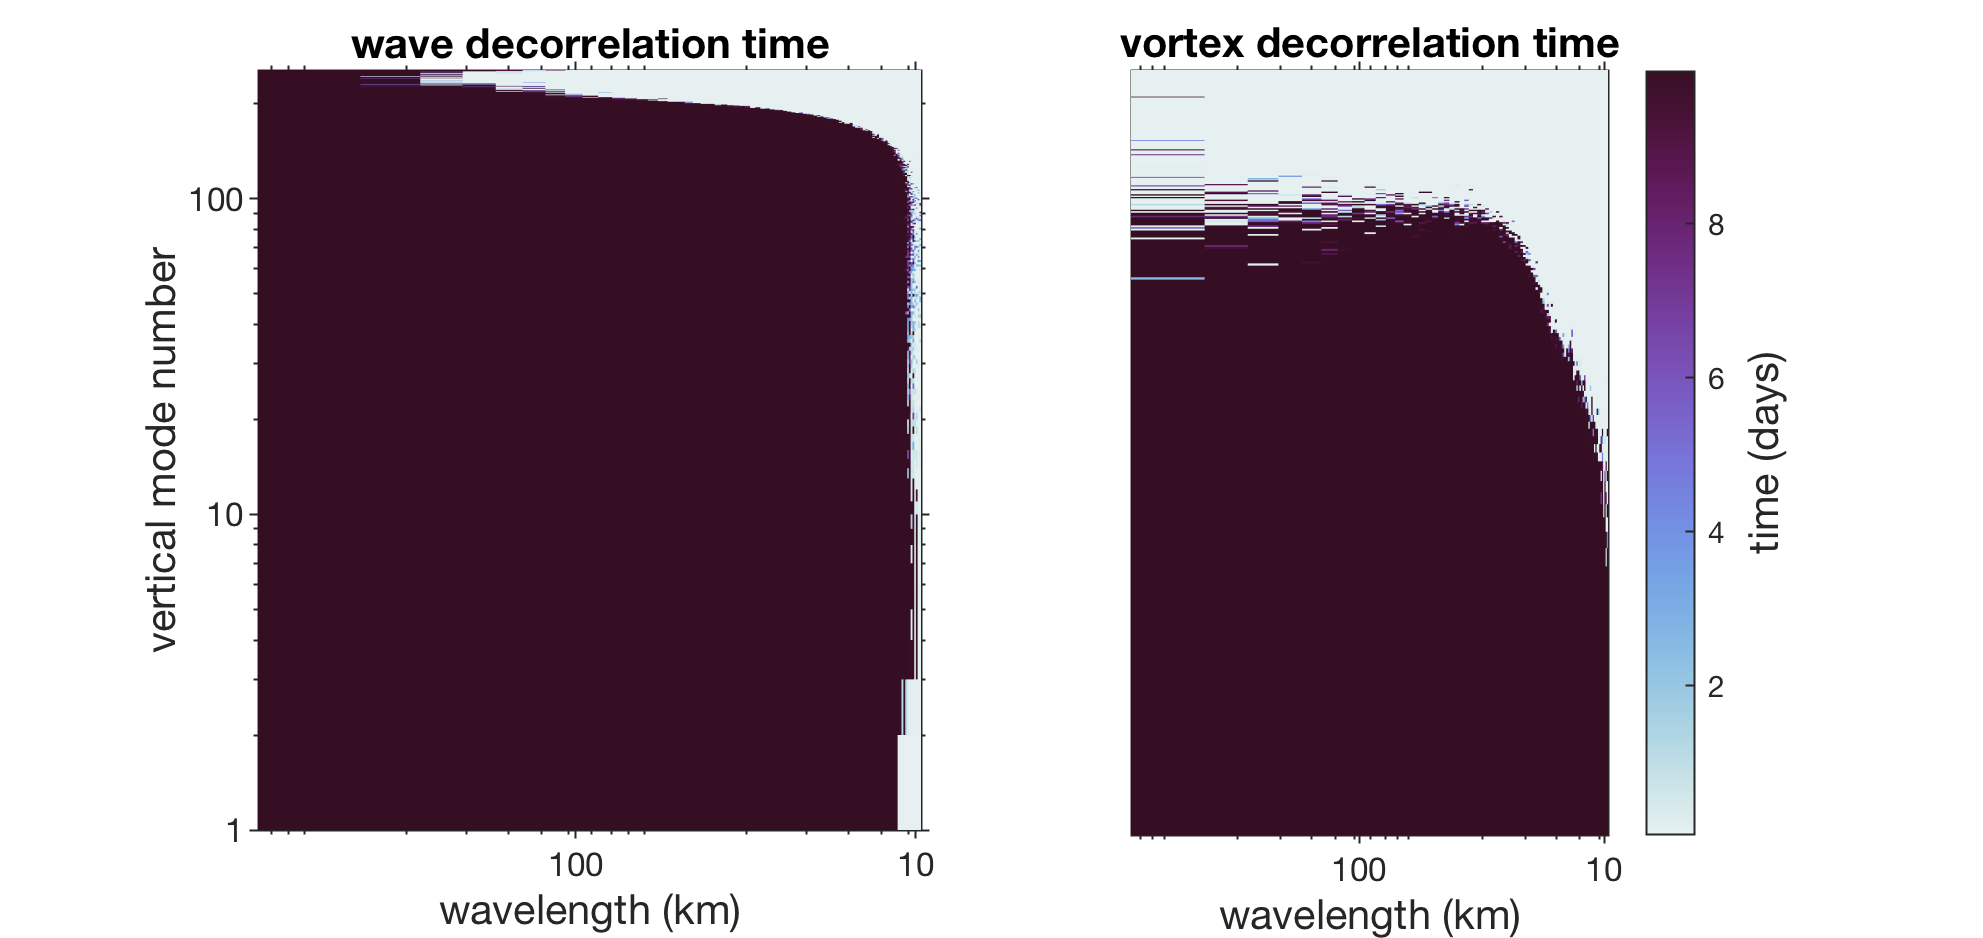 wave decorrelation time
vortex decorrelation time
vertical mode number
100
10
1
100
10
wavelength (km)
100
10
wavelength (km)
8
6
4
2
time (days)